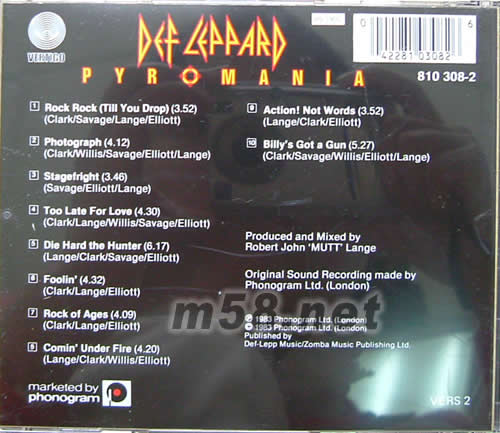 VERTIGO
DEF LEPPARD
PYROMANIA
0 42281 03082 6
810 308-2
1 Rock Rock (Till You Drop) (3.52)
(Clark/Savage/Lange/Elliott)
2 Photograph (4.12)
(Clark/Willis/Savage/Elliott/Lange)
3 Stagefright (3.46)
(Savage/Elliott/Lange)
4 Too Late For Love (4.30)
(Clark/Lange/Willis/Savage/Elliott)
5 Die Hard the Hunter (6.17)
(Lange/Clark/Savage/Elliott)
6 Foolin' (4.32)
(Clark/Lange/Elliott)
7 Rock of Ages (4.09)
(Clark/Lange/Elliott)
8 Comin' Under Fire (4.20)
(Lange/Clark/Willis/Elliott)
9 Action! Not Words (3.52)
(Lange/Clark/Elliott)
10 Billy's Got a Gun (5.27)
(Clark/Savage/Willis/Elliott/Lange)
Produced and Mixed by
Robert John 'MUTT' Lange
Original Sound Recording made by
Phonogram Ltd. (London)
m58.net
℗ 1983 Phonogram Ltd. (London)
© 1983 Phonogram Ltd. (London)
Published by
Def-Lepp Music/Zomba Music Publishing Ltd.
marketed by
phonogram
VERS 2